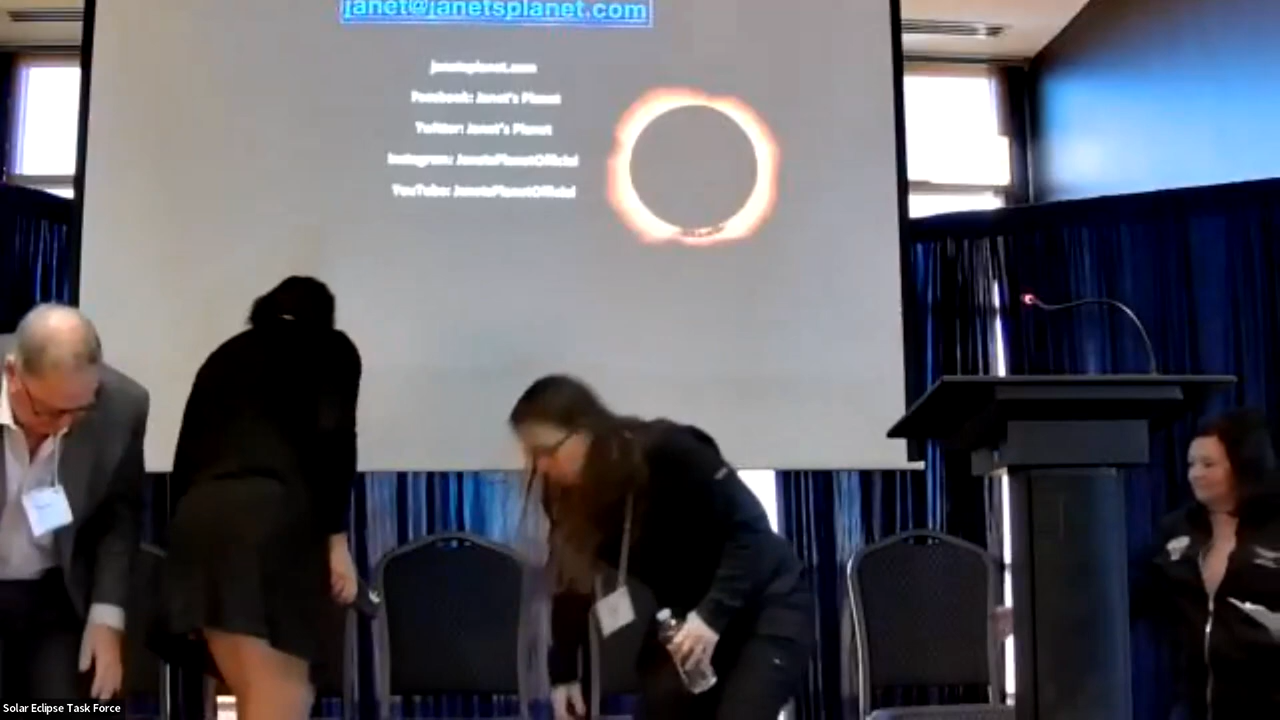 janet@janetsplanet.com
janetsplanet.com
Facebook: Janet's Planet
Twitter: Janet's Planet
Instagram: JanetsPlanetOfficial
YouTube: JanetsPlanetOfficial
Solar Eclipse Task Force